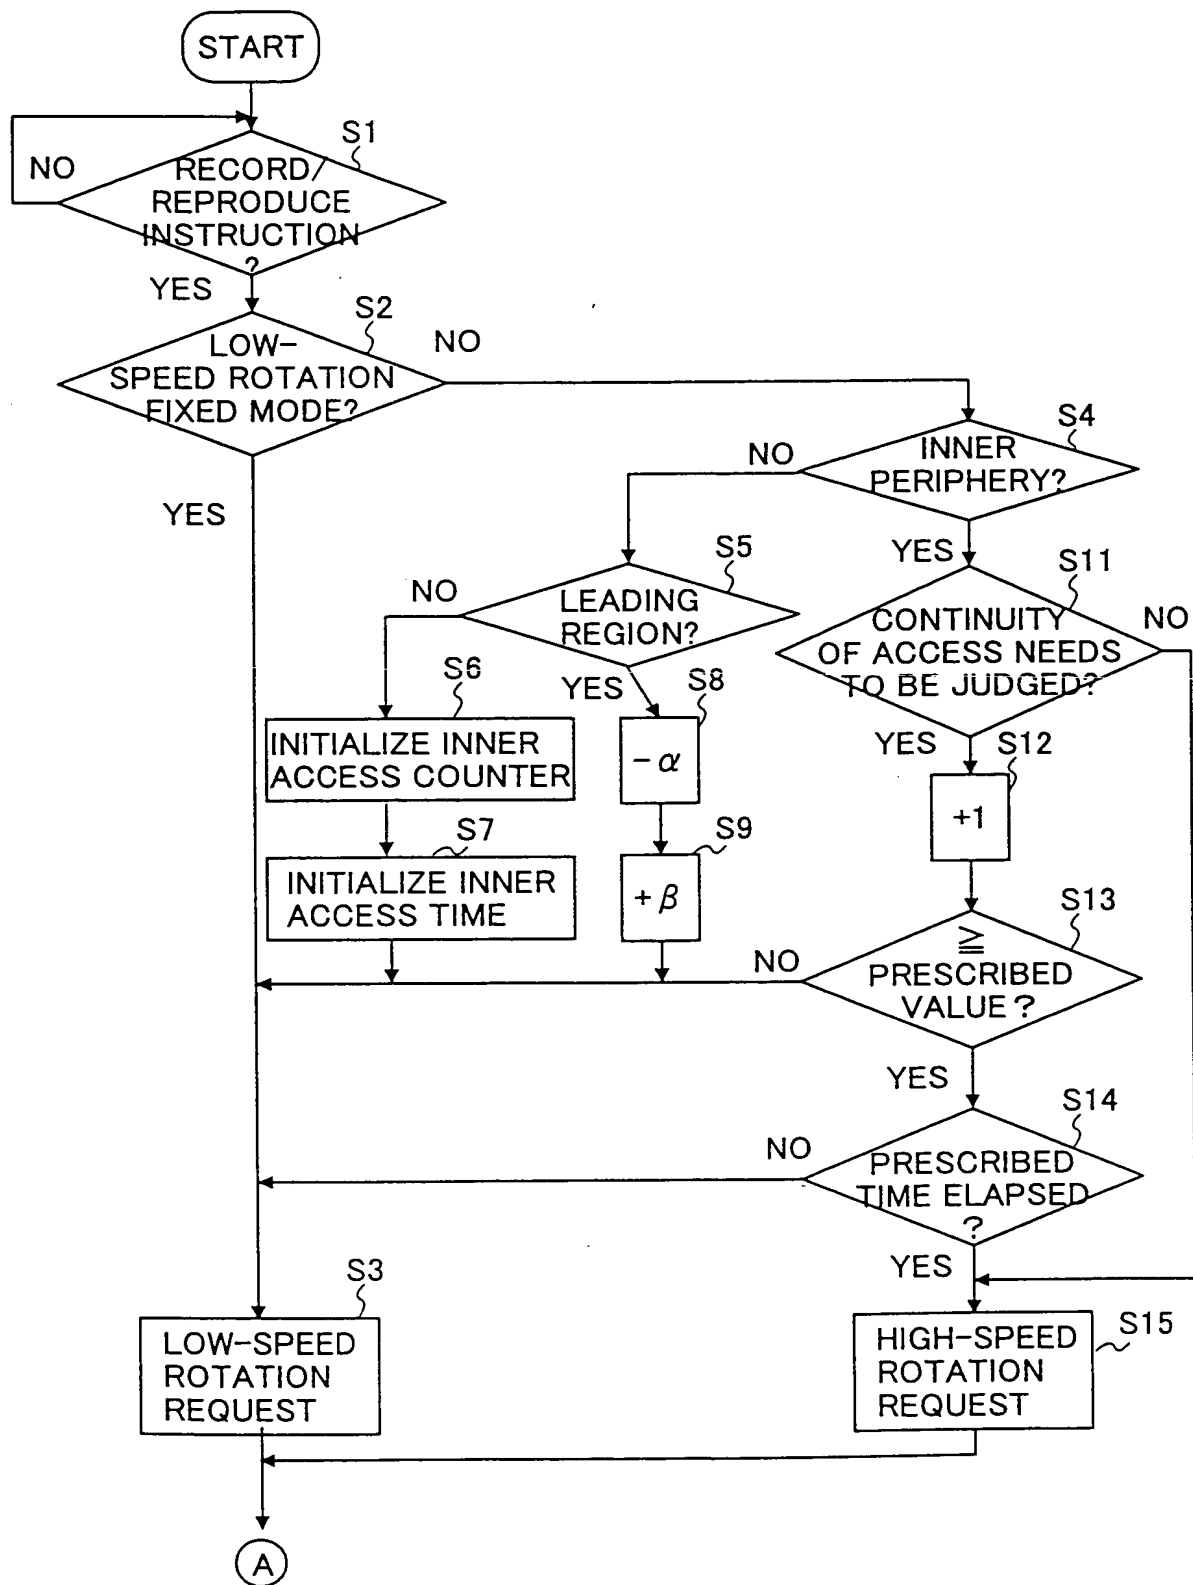 START
S1
NO
RECORD/
REPRODUCE
INSTRUCTION
?
YES
S2
LOW-
SPEED ROTATION
FIXED MODE?
NO
YES
S4
INNER
PERIPHERY?
NO
YES
S5
LEADING
REGION?
NO
YES
S11
CONTINUITY
OF ACCESS NEEDS
TO BE JUDGED?
NO
YES
S6
INITIALIZE INNER
ACCESS COUNTER
S8
-α
S12
+1
S7
INITIALIZE INNER
ACCESS TIME
S9
+β
S13
≧
PRESCRIBED
VALUE?
NO
YES
S14
PRESCRIBED
TIME ELAPSED
?
NO
YES
S3
LOW-SPEED
ROTATION
REQUEST
S15
HIGH-SPEED
ROTATION
REQUEST
A